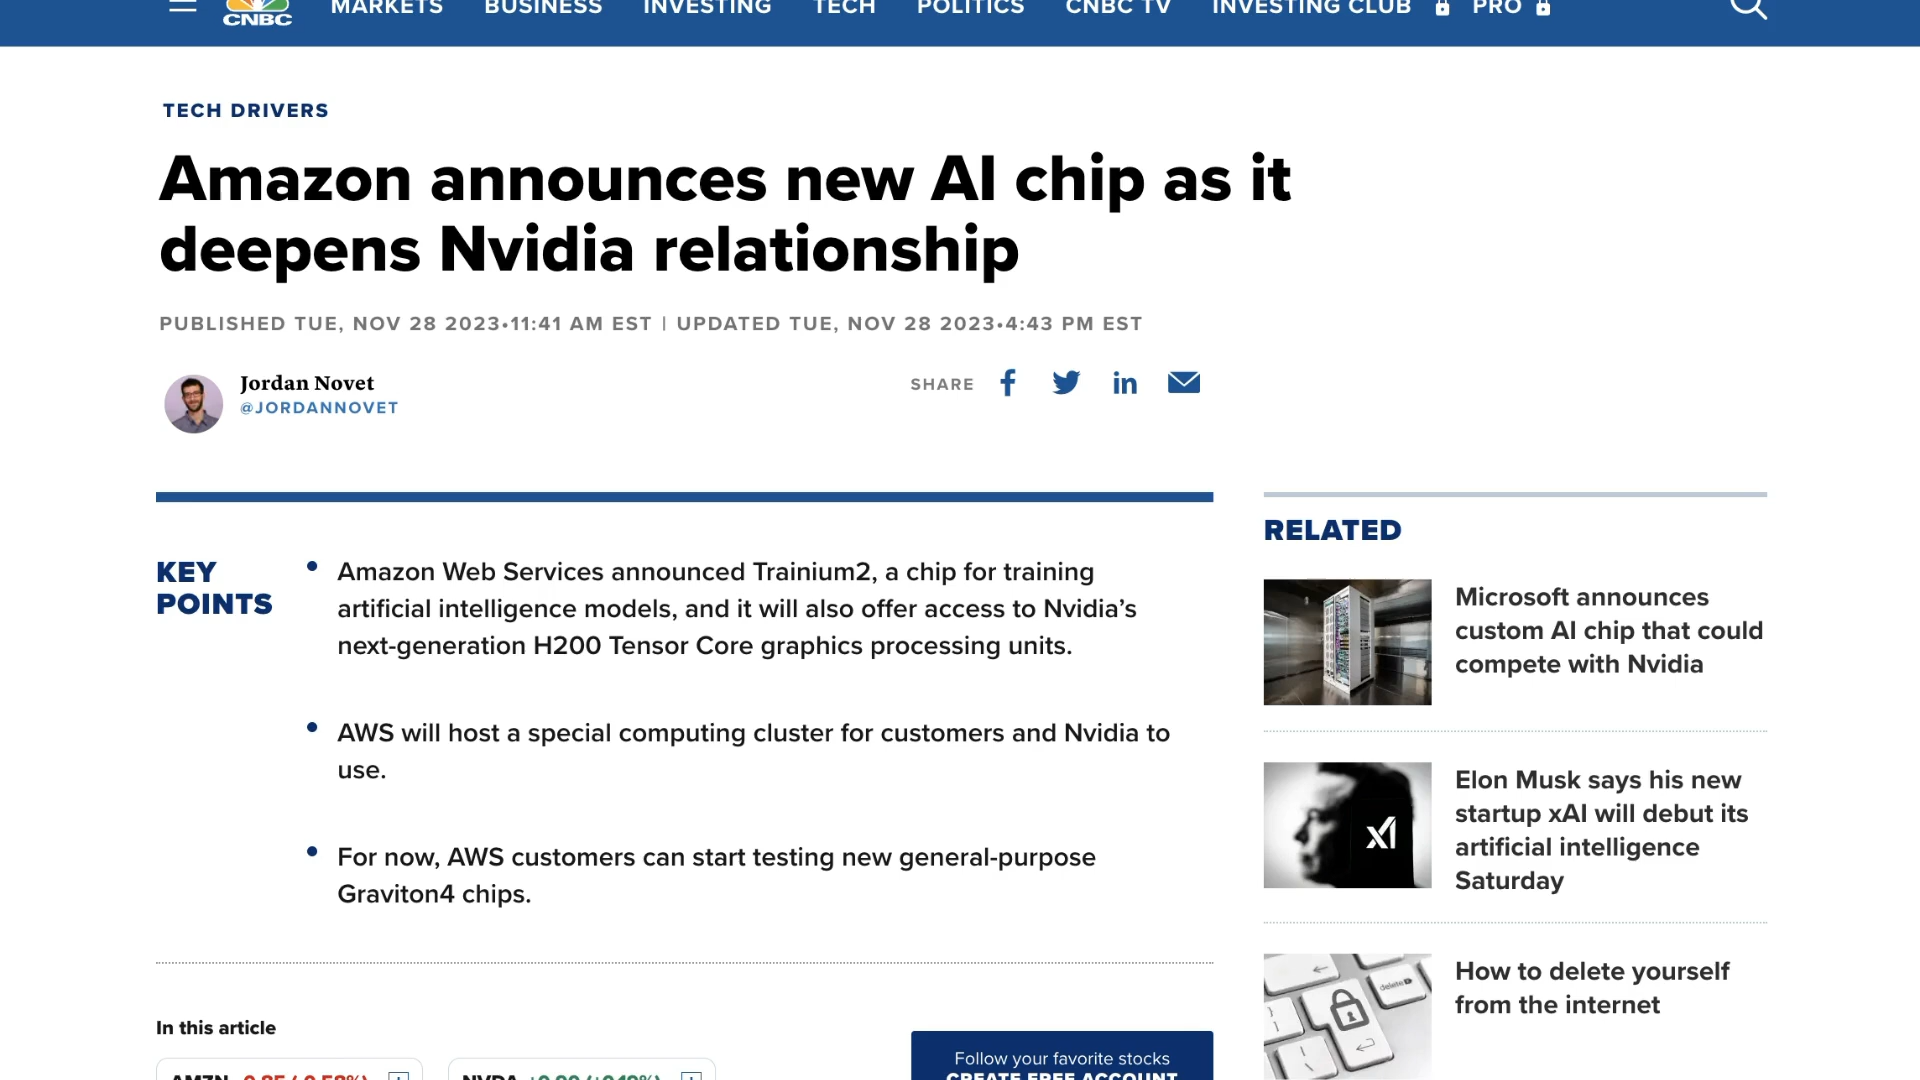 CNBC
MARKETS BUSINESS INVESTING TECH POLITICS CNBC TV INVESTING CLUB PRO
TECH DRIVERS
Amazon announces new AI chip as it
deepens Nvidia relationship
PUBLISHED TUE, NOV 28 2023•11:41 AM EST | UPDATED TUE, NOV 28 2023•4:43 PM EST
Jordan Novet
@JORDANNOVET
SHARE
KEY
POINTS
• Amazon Web Services announced Trainium2, a chip for training
artificial intelligence models, and it will also offer access to Nvidia’s
next-generation H200 Tensor Core graphics processing units.
• AWS will host a special computing cluster for customers and Nvidia to
use.
• For now, AWS customers can start testing new general-purpose
Graviton4 chips.
In this article
AMZN
NVDA
Follow your favorite stocks
CREATE FREE ACCOUNT
RELATED
Microsoft announces
custom AI chip that could
compete with Nvidia
xI
Elon Musk says his new
startup xAI will debut its
artificial intelligence
Saturday
delete
How to delete yourself
from the internet